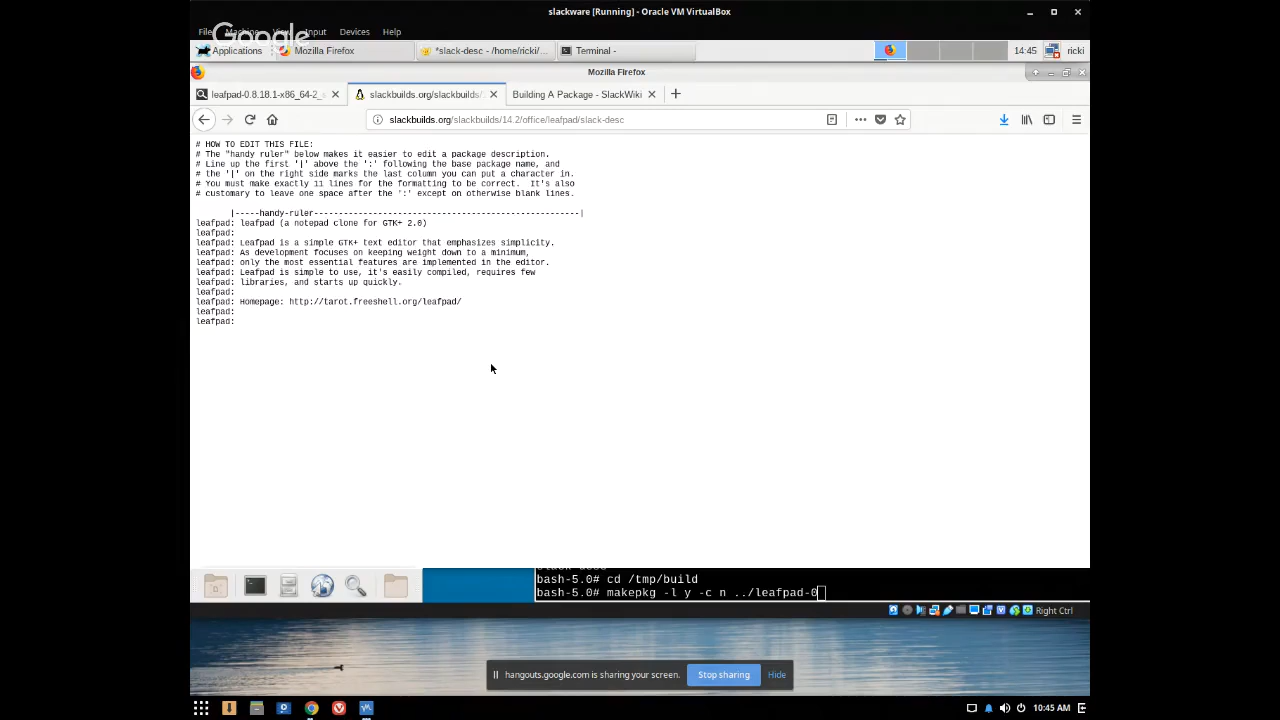 slackware [Running] - Oracle VM VirtualBox
File Machine View Input Devices Help
Google
Applications Mozilla Firefox *slack-desc - /home/ricki/... Terminal - 14:45 ricki
Mozilla Firefox
leafpad-0.8.18.1-x86_64-2_s slackbuilds.org/slackbuilds/ Building A Package - SlackWiki
slackbuilds.org/slackbuilds/14.2/office/leafpad/slack-desc
# HOW TO EDIT THIS FILE:
# The "handy ruler" below makes it easier to edit a package description.
# Line up the first '|' above the ':' following the base package name, and
# the '|' on the right side marks the last column you can put a character in.
# You must make exactly 11 lines for the formatting to be correct.  It's also
# customary to leave one space after the ':' except on otherwise blank lines.
|-----handy-ruler------------------------------------------------------|
leafpad: leafpad (a notepad clone for GTK+ 2.0)
leafpad:
leafpad: Leafpad is a simple GTK+ text editor that emphasizes simplicity.
leafpad: As development focuses on keeping weight down to a minimum,
leafpad: only the most essential features are implemented in the editor.
leafpad: Leafpad is simple to use, it's easily compiled, requires few
leafpad: libraries, and starts up quickly.
leafpad:
leafpad: Homepage: http://tarot.freeshell.org/leafpad/
leafpad:
leafpad:
bash-5.0# cd /tmp/build
bash-5.0# makepkg -l y -c n ../leafpad-0
Right Ctrl
hangouts.google.com is sharing your screen. Stop sharing Hide
10:45 AM